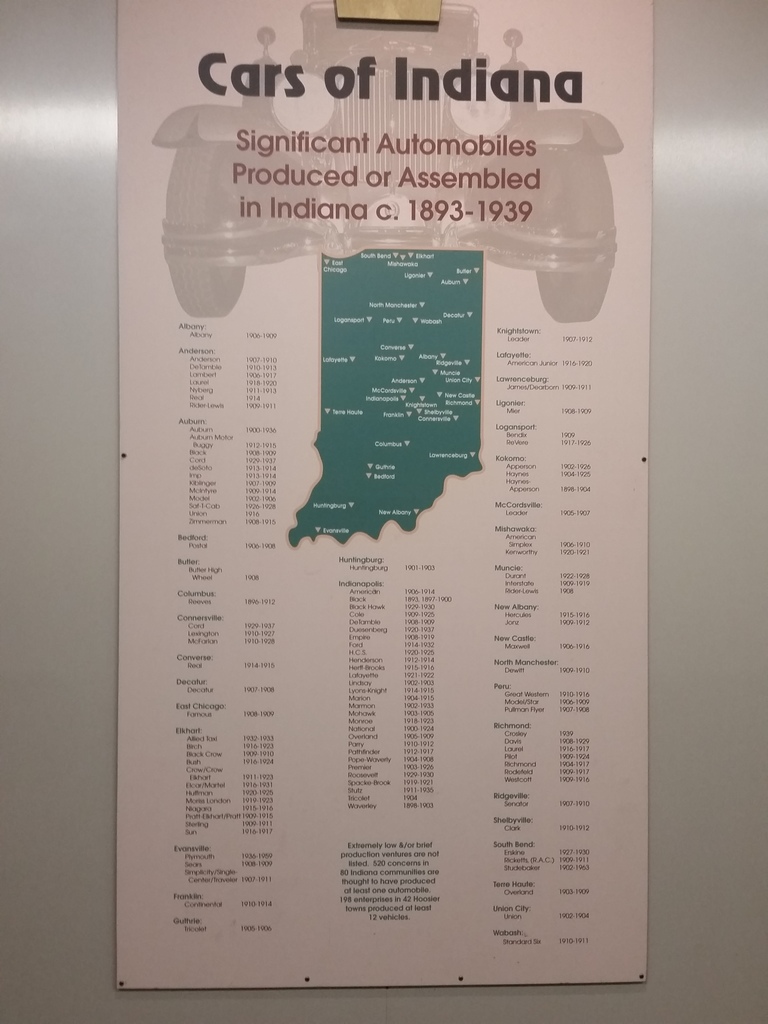 Cars of Indiana
Significant Automobiles
Produced or Assembled
in Indiana c. 1893-1939
South Bend Elkhart
East Chicago
Mishawaka
Ligonier Butler
Auburn
North Manchester
Decatur
Logansport Peru Wabash
Converse
Lafayette Kokomo Albany
Ridgeville
Muncie
Anderson Union City
McCordsville
Indianapolis New Castle
Knightstown Richmond
Terre Haute Franklin Shelbyville
Connersville
Columbus
Lawrenceburg
Guthrie
Bedford
Huntingburg
New Albany
Evansville
Albany:
Albany 1906-1909
Anderson:
Anderson 1907-1910
DeTamble 1910-1913
Lambert 1906-1917
Laurel 1918-1920
Nyberg 1911-1913
Real 1914
Rider-Lewis 1909-1911
Auburn:
Auburn 1900-1936
Auburn Motor
Buggy 1912-1915
Black 1908-1909
Cord 1929-1937
deSoto 1913-1914
Imp 1913-1914
Kiblinger 1907-1909
McIntyre 1909-1914
Model 1902-1906
Saf-T-Cab 1926-1928
Union 1916
Zimmerman 1908-1915
Bedford:
Postal 1906-1908
Butler:
Butler High
Wheel 1908
Columbus:
Reeves 1896-1912
Connersville:
Cord 1929-1937
Lexington 1910-1927
McFarlan 1910-1928
Converse:
Real 1914-1915
Decatur:
Decatur 1907-1908
East Chicago:
Famous 1908-1909
Elkhart:
Allied Taxi 1932-1933
Birch 1916-1923
Black Crow 1909-1910
Bush 1916-1924
Crow/Crow
Elkhart 1911-1923
Elcar/Martel 1916-1931
Huffman 1920-1925
Morriss London 1919-1923
Niagara 1915-1916
Pratt-Elkhart/Pratt 1909-1915
Sterling 1909-1911
Sun 1916-1917
Evansville:
Plymouth 1936-1959
Sears 1908-1909
Simplicity/Single-
Center/Traveler 1907-1911
Franklin:
Continental 1910-1914
Guthrie:
Tricolet 1905-1906
Huntingburg:
Huntingburg 1901-1903
Indianapolis:
American 1906-1914
Black 1893, 1897-1900
Black Hawk 1929-1930
Cole 1909-1925
DeTamble 1908-1909
Duesenberg 1920-1937
Empire 1908-1919
Ford 1914-1932
H.C.S. 1920-1925
Henderson 1912-1914
Herff-Brooks 1915-1916
Lafayette 1921-1922
Lindsay 1902-1903
Lyons-Knight 1914-1915
Marion 1904-1915
Marmon 1902-1933
Mohawk 1903-1905
Monroe 1918-1923
National 1900-1924
Overland 1905-1909
Parry 1910-1912
Pathfinder 1912-1917
Pope-Waverly 1904-1908
Premier 1903-1926
Roosevelt 1929-1930
Spacke-Brook 1919-1921
Stutz 1911-1935
Tricolet 1904
Waverley 1898-1903
Extremely low &/or brief
production ventures are not
listed. 520 concerns in
80 Indiana communities are
thought to have produced
at least one automobile.
198 enterprises in 42 Hoosier
towns produced at least
12 vehicles.
Knightstown:
Leader 1907-1912
Lafayette:
American Junior 1916-1920
Lawrenceburg:
James/Dearborn 1909-1911
Ligonier:
Mier 1908-1909
Logansport:
Bendix 1909
ReVere 1917-1926
Kokomo:
Apperson 1902-1926
Haynes 1904-1925
Haynes-
Apperson 1898-1904
McCordsville:
Leader 1905-1907
Mishawaka:
American
Simplex 1906-1910
Kenworthy 1920-1921
Muncie:
Durant 1922-1928
Interstate 1909-1919
Rider-Lewis 1908
New Albany:
Hercules 1915-1916
Jonz 1909-1912
New Castle:
Maxwell 1906-1916
North Manchester:
Dewitt 1909-1910
Peru:
Great Western 1910-1916
Model/Star 1906-1909
Pullman Flyer 1907-1908
Richmond:
Crosley 1939
Davis 1908-1929
Laurel 1916-1917
Pilot 1909-1924
Richmond 1904-1917
Rodefeld 1909-1917
Westcott 1909-1916
Ridgeville:
Senator 1907-1910
Shelbyville:
Clark 1910-1912
South Bend:
Erskine 1927-1930
Ricketts, (R.A.C.) 1909-1911
Studebaker 1902-1963
Terre Haute:
Overland 1903-1909
Union City:
Union 1902-1904
Wabash:
Standard Six 1910-1911